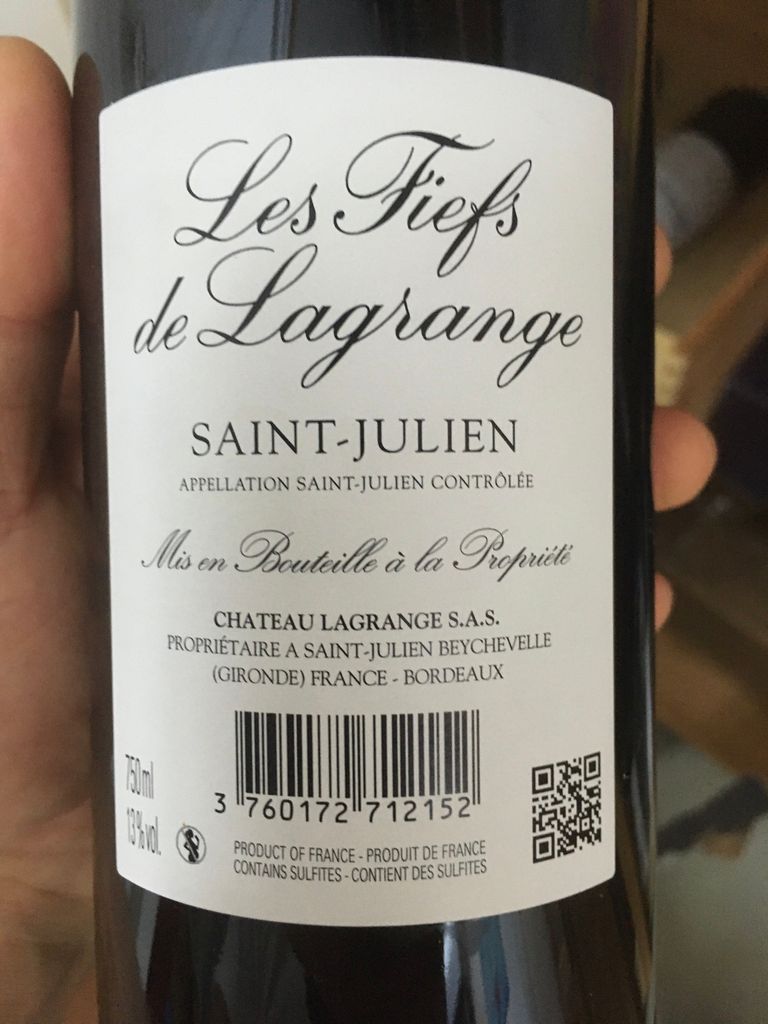 Les Fiefs
de Lagrange
SAINT-JULIEN
APPELLATION SAINT-JULIEN CONTRÔLÉE
Mis en Bouteille à la Propriété
CHATEAU LAGRANGE S.A.S.
PROPRIÉTAIRE A SAINT-JULIEN BEYCHEVELLE
(GIRONDE) FRANCE - BORDEAUX
750 ml
13 % vol.
3 760172 712152
PRODUCT OF FRANCE - PRODUIT DE FRANCE
CONTAINS SULFITES - CONTIENT DES SULFITES